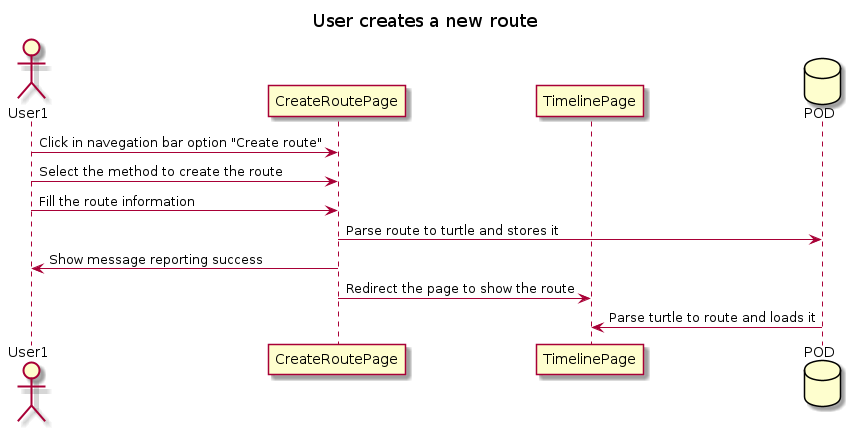 User creates a new route
User1
CreateRoutePage
TimelinePage
POD
Click in navegation bar option "Create route"
Select the method to create the route
Fill the route information
Parse route to turtle and stores it
Show message reporting success
Redirect the page to show the route
Parse turtle to route and loads it
User1
CreateRoutePage
TimelinePage
POD